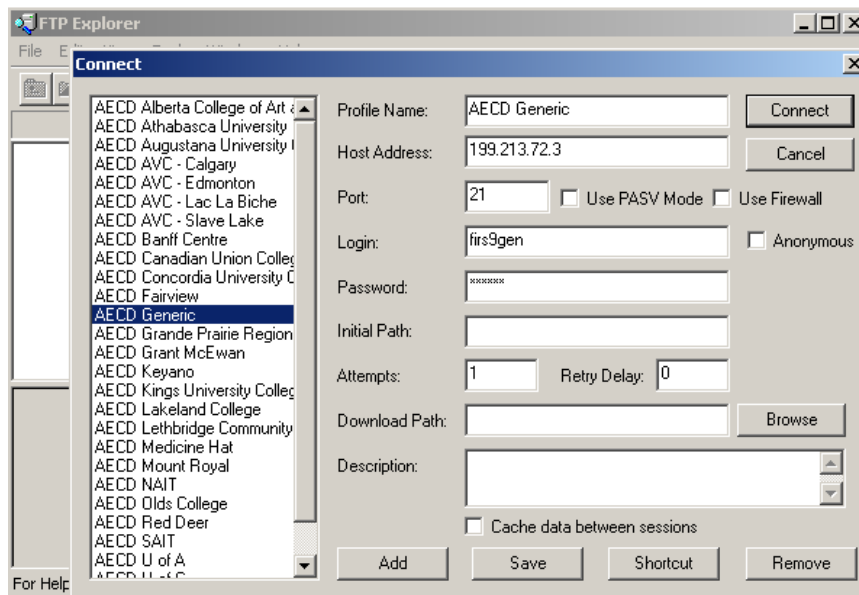 FTP Explorer
File
Connect
AECD Alberta College of Art
AECD Athabasca University
AECD Augustana University
AECD AVC - Calgary
AECD AVC - Edmonton
AECD AVC - Lac La Biche
AECD AVC - Slave Lake
AECD Banff Centre
AECD Canadian Union Colleg
AECD Concordia University C
AECD Fairview
AECD Generic
AECD Grande Prairie Region
AECD Grant McEwan
AECD Keyano
AECD Kings University Colleg
AECD Lakeland College
AECD Lethbridge Community
AECD Medicine Hat
AECD Mount Royal
AECD NAIT
AECD Olds College
AECD Red Deer
AECD SAIT
AECD U of A
Profile Name: AECD Generic
Connect
Host Address: 199.213.72.3
Cancel
Port: 21 Use PASV Mode Use Firewall
Login: firs9gen Anonymous
Password: xxxxxx
Initial Path:
Attempts: 1 Retry Delay: 0
Download Path: Browse
Description:
Cache data between sessions
Add Save Shortcut Remove
For Help